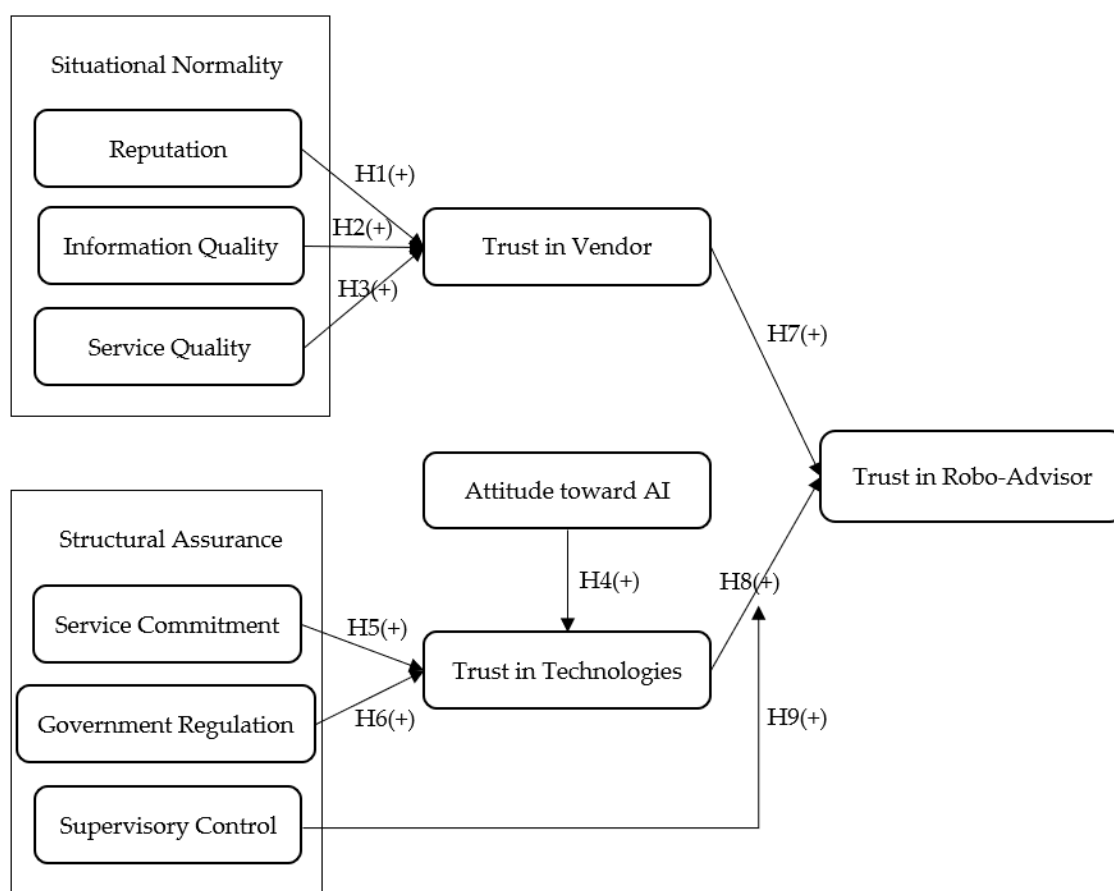 Situational Normality
Reputation
H1(+)
Information Quality
H2(+)
Trust in Vendor
H3(+)
Service Quality
H7(+)
Trust in Robo-Advisor
Attitude toward AI
Structural Assurance
H4(+)
H8(+)
Service Commitment
H5(+)
Trust in Technologies
Government Regulation
H6(+)
H9(+)
Supervisory Control